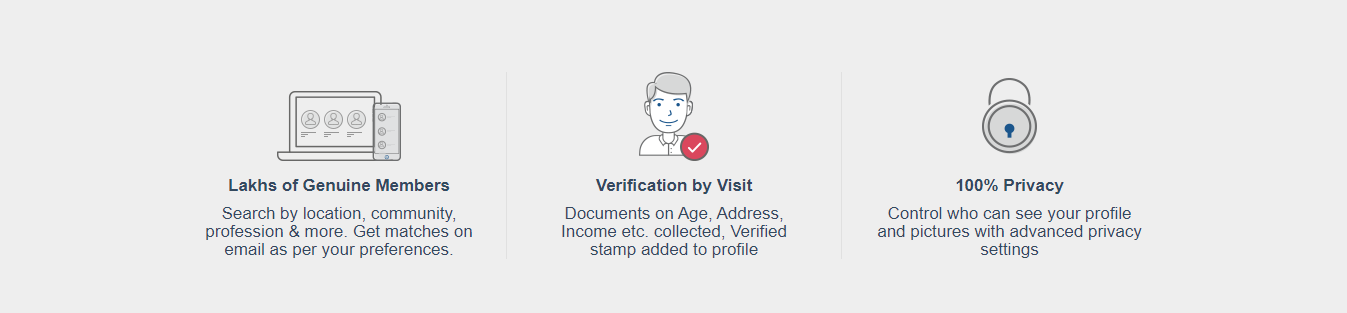 Lakhs of Genuine Members
Search by location, community,
profession & more. Get matches on
email as per your preferences.
Verification by Visit
Documents on Age, Address,
Income etc. collected, Verified
stamp added to profile
100% Privacy
Control who can see your profile
and pictures with advanced privacy
settings